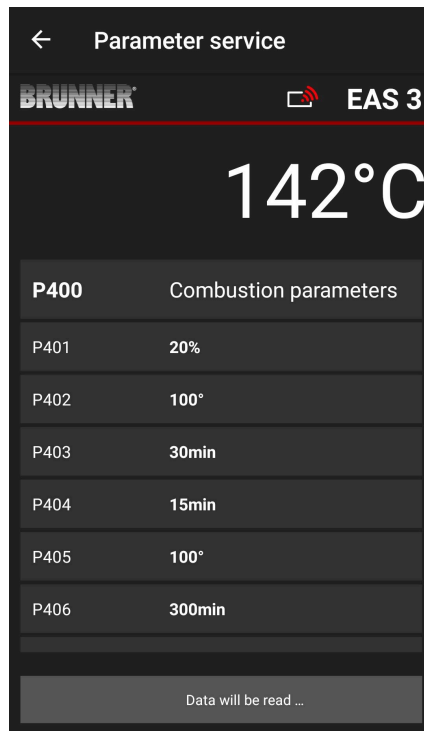 Parameter service
BRUNNER
EAS 3
142°C
P400 Combustion parameters
P401 20%
P402 100°
P403 30min
P404 15min
P405 100°
P406 300min
Data will be read ...